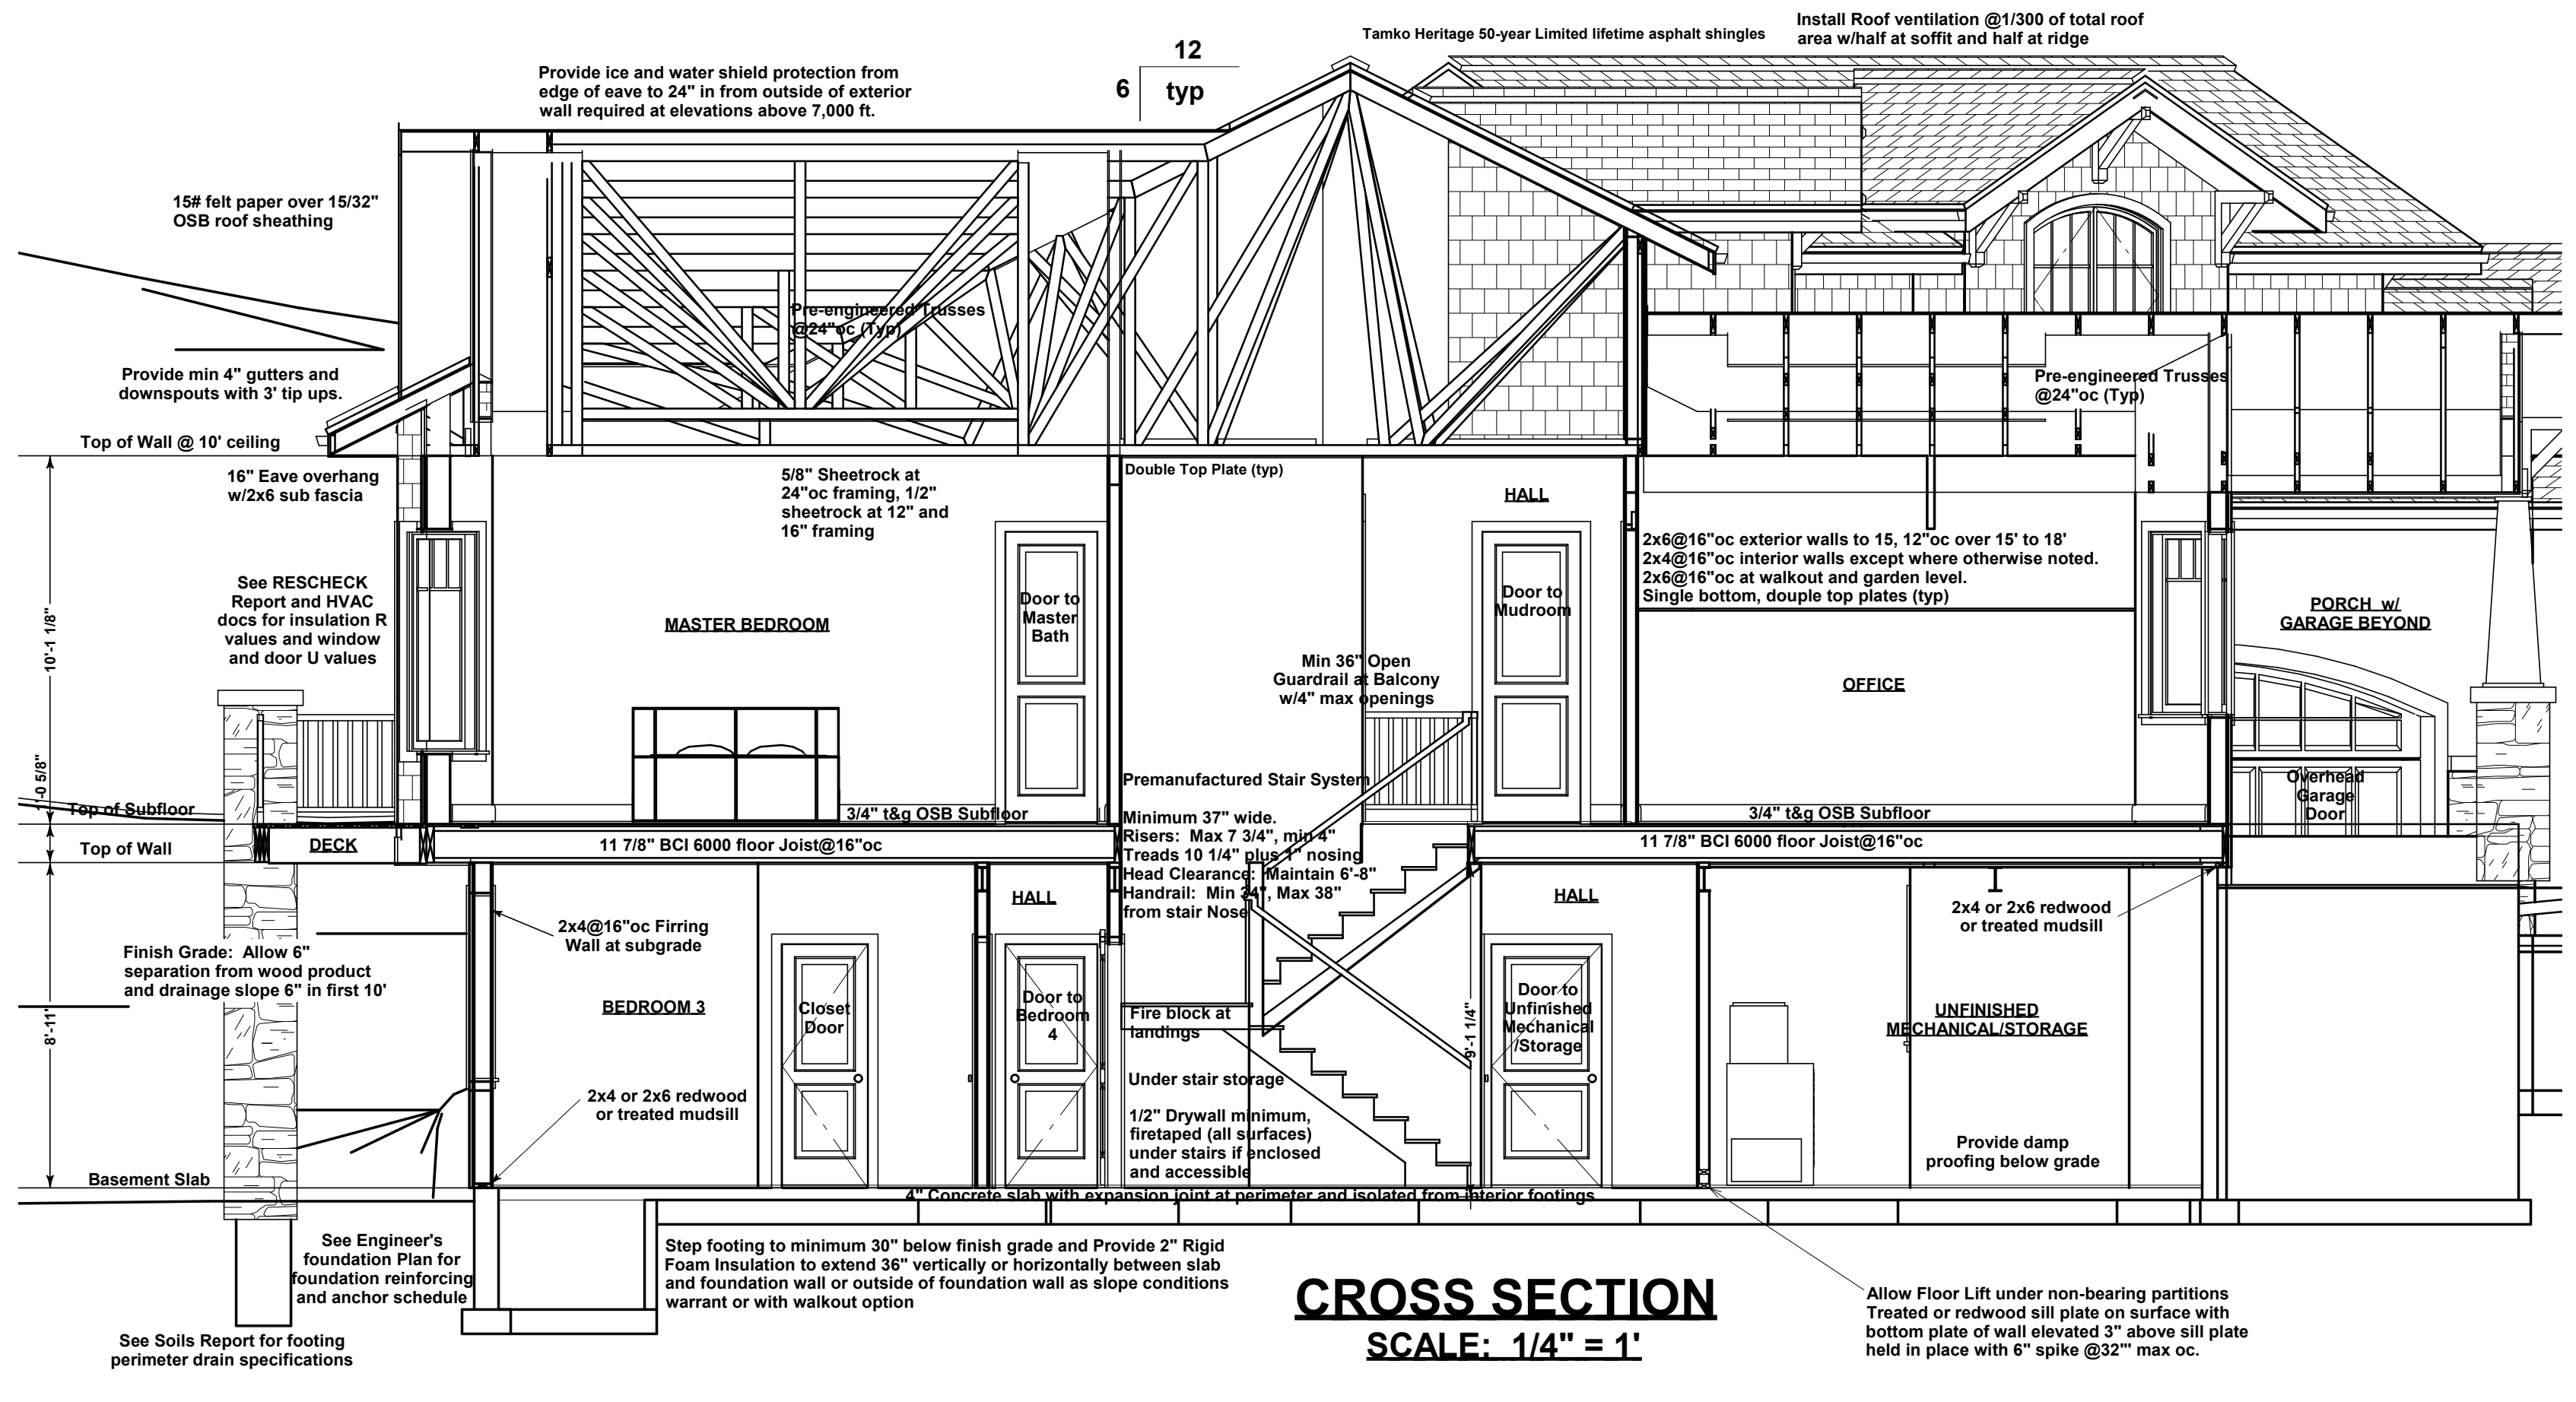 Install Roof ventilation @1/300 of total roof
area w/half at soffit and half at ridge
Tamko Heritage 50-year Limited lifetime asphalt shingles
12
6
typ
Provide ice and water shield protection from
edge of eave to 24" in from outside of exterior
wall required at elevations above 7,000 ft.
15# felt paper over 15/32"
OSB roof sheathing
Pre-engineered Trusses
@24"oc (Typ)
Provide min 4" gutters and
downspouts with 3' tip ups.
Pre-engineered Trusses
@24"oc (Typ)
Top of Wall @ 10' ceiling
16" Eave overhang
w/2x6 sub fascia
5/8" Sheetrock at
24"oc framing, 1/2"
sheetrock at 12" and
16" framing
Double Top Plate (typ)
HALL
2x6@16"oc exterior walls to 15, 12"oc over 15' to 18'
2x4@16"oc interior walls except where otherwise noted.
2x6@16"oc at walkout and garden level.
Single bottom, douple top plates (typ)
See RESCHECK
Report and HVAC
docs for insulation R
values and window
and door U values
10'-1 1/8"
MASTER BEDROOM
Door to
Master
Bath
Door to
Mudroom
PORCH w/
GARAGE BEYOND
Min 36" Open
Guardrail at Balcony
w/4" max openings
OFFICE
1'-0 5/8"
Top of Subfloor
3/4" t&g OSB Subfloor
Premanufactured Stair System
Minimum 37" wide.
Risers: Max 7 3/4", min 4"
Treads 10 1/4" plus 1" nosing
Head Clearance: Maintain 6'-8"
Handrail: Min 34", Max 38"
from stair Nose
3/4" t&g OSB Subfloor
Overhead
Garage
Door
Top of Wall
DECK
11 7/8" BCI 6000 floor Joist@16"oc
11 7/8" BCI 6000 floor Joist@16"oc
HALL
HALL
2x4@16"oc Firring
Wall at subgrade
2x4 or 2x6 redwood
or treated mudsill
Finish Grade: Allow 6"
separation from wood product
and drainage slope 6" in first 10'
8'-11"
BEDROOM 3
Closet
Door
Door to
Bedroom
4
Fire block at
landings
9'-1 1/4"
Door to
Unfinished
Mechanical
/Storage
UNFINISHED
MECHANICAL/STORAGE
2x4 or 2x6 redwood
or treated mudsill
Under stair storage
1/2" Drywall minimum,
firetaped (all surfaces)
under stairs if enclosed
and accessible
Provide damp
proofing below grade
Basement Slab
4" Concrete slab with expansion joint at perimeter and isolated from interior footings
See Engineer's
foundation Plan for
foundation reinforcing
and anchor schedule
Step footing to minimum 30" below finish grade and Provide 2" Rigid
Foam Insulation to extend 36" vertically or horizontally between slab
and foundation wall or outside of foundation wall as slope conditions
warrant or with walkout option
See Soils Report for footing
perimeter drain specifications
CROSS SECTION
SCALE: 1/4" = 1'
Allow Floor Lift under non-bearing partitions
Treated or redwood sill plate on surface with
bottom plate of wall elevated 3" above sill plate
held in place with 6" spike @32"' max oc.